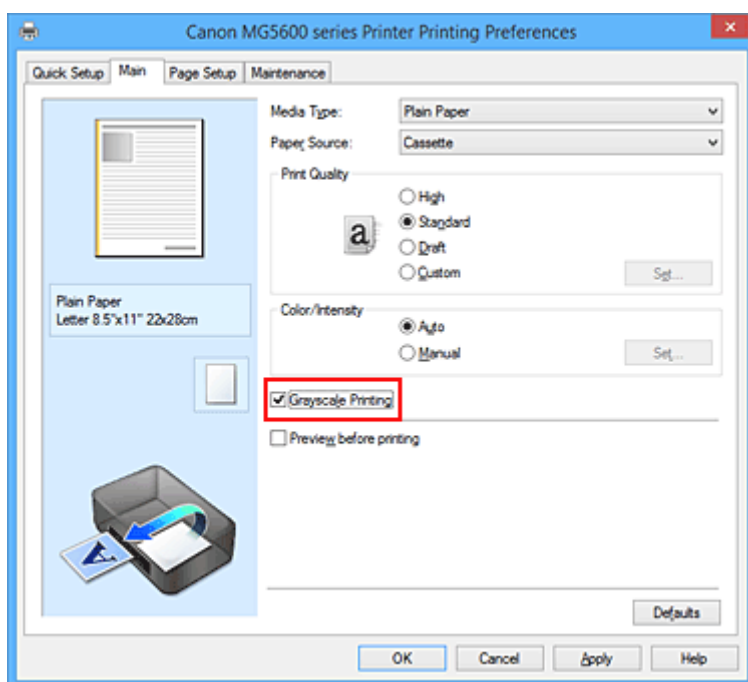 Canon MG5600 series Printer Printing Preferences
Quick Setup Main Page Setup Maintenance
Media Type: Plain Paper
Paper Source: Cassette
Print Quality
High
a Standard
Draft
Custom Set...
Plain Paper
Letter 8.5"x11" 22x28cm
Color/Intensity
Auto
Manual Set...
Grayscale Printing
Preview before printing
A
Defaults
OK Cancel Apply Help